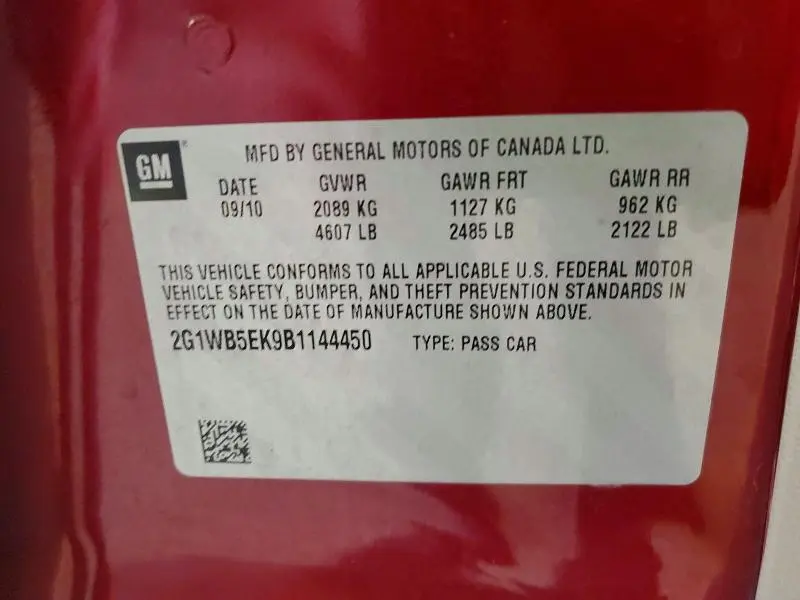 GM
MFD BY GENERAL MOTORS OF CANADA LTD.
DATE GVWR GAWR FRT GAWR RR
09/10 2089 KG 1127 KG 962 KG
4607 LB 2485 LB 2122 LB
THIS VEHICLE CONFORMS TO ALL APPLICABLE U.S. FEDERAL MOTOR
VEHICLE SAFETY, BUMPER, AND THEFT PREVENTION STANDARDS IN
EFFECT ON THE DATE OF MANUFACTURE SHOWN ABOVE.
2G1WB5EK9B1144450 TYPE: PASS CAR